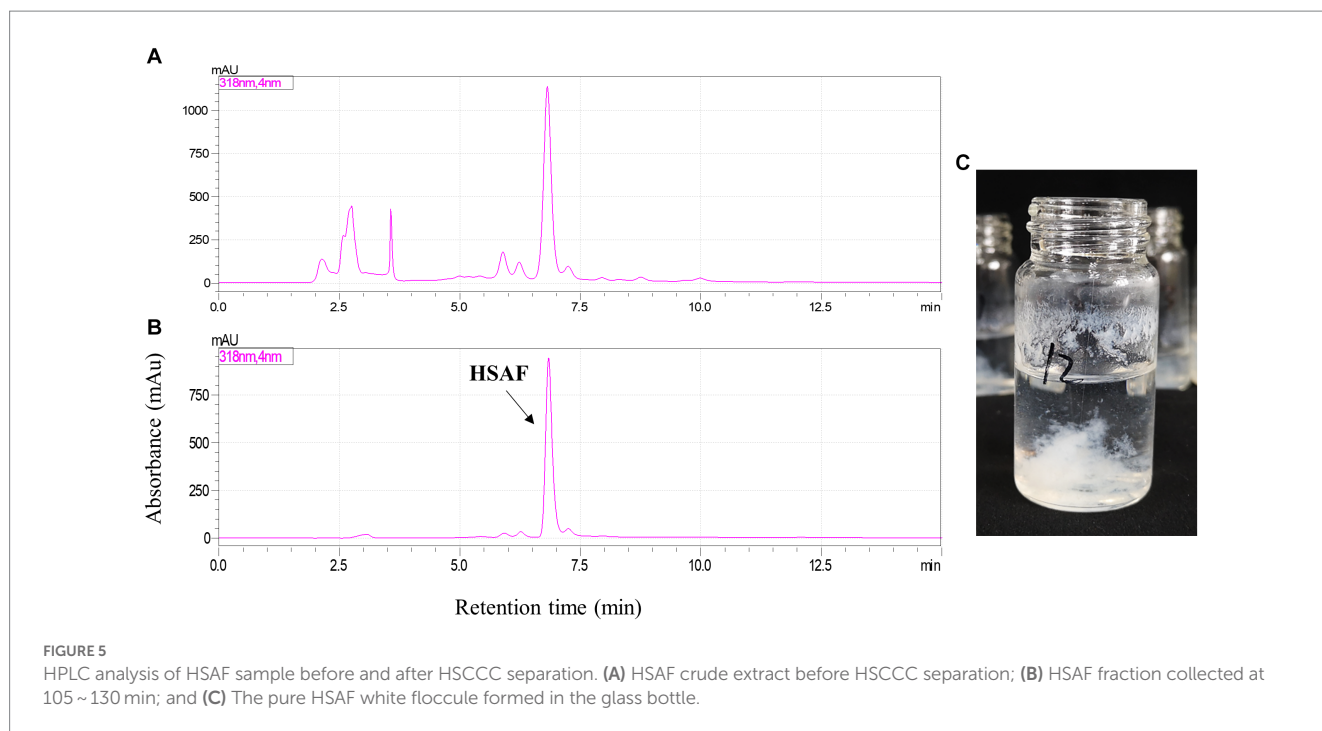 A
mAU
318nm,4nm
1000
750
500
250
0
0.0 2.5 5.0 7.5 10.0 12.5 min
C
B
mAU
318nm,4nm
HSAF
750
500
250
0
0.0 2.5 5.0 7.5 10.0 12.5 min
Absorbance (mAu)
Retention time (min)
12
FIGURE 5
HPLC analysis of HSAF sample before and after HSCCC separation. (A) HSAF crude extract before HSCCC separation; (B) HSAF fraction collected at
105 ~ 130 min; and (C) The pure HSAF white floccule formed in the glass bottle.